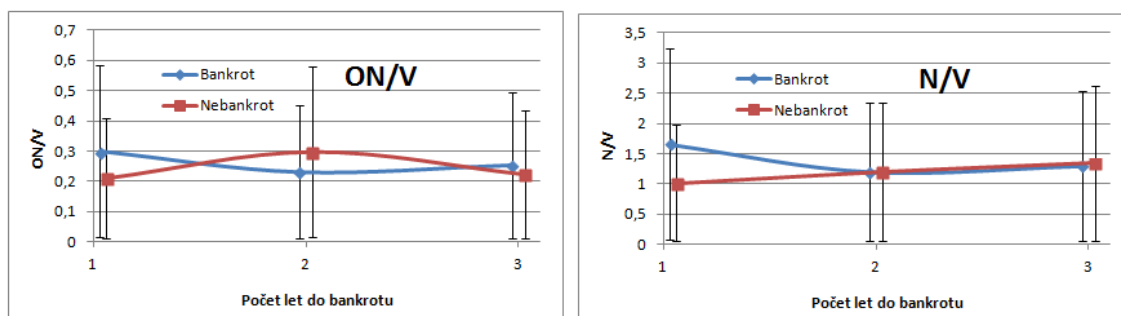 0,7
0,6
0,5
0,4
0,3
0,2
0,1
0
ON/V
Bankrot
Nebankrot
ON/V
1
2
3
Počet let do bankrotu
3,5
3
2,5
2
1,5
1
0,5
0
N/V
Bankrot
Nebankrot
N/V
1
2
3
Počet let do bankrotu